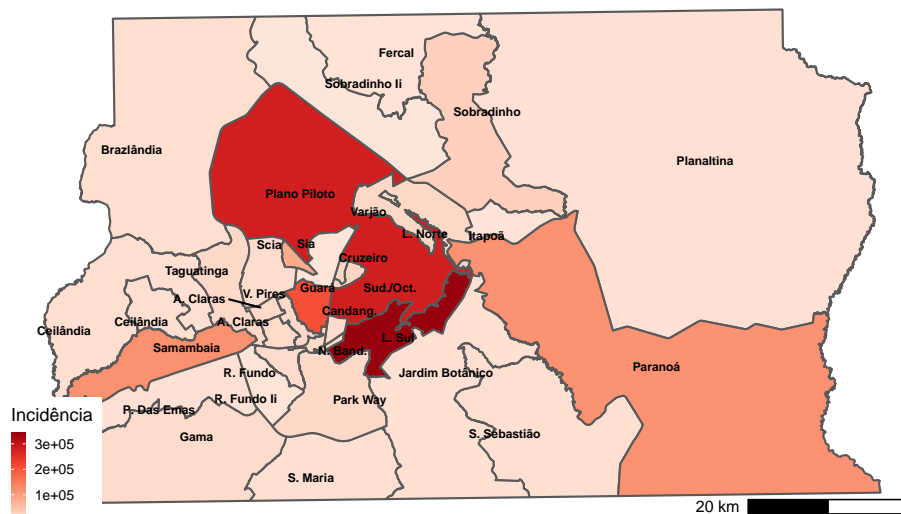 Fercal
Sobradinho Ii
Sobradinho
Brazlândia
Planaltina
Plano Piloto
Varjão
L. Norte
Itapoã
Scia
Sia
Cruzeiro
Taguatinga
V. Pires
Guará
Sud./Oct.
A. Claras
Candang.
Ceilândia
Ceilândia
A. Claras
L. Sul
Samambaia
N. Band.
R. Fundo
Jardim Botânico
Paranoá
R. Fundo Ii
Park Way
P. Das Emas
Gama
S. Sebastião
S. Maria
Incidência
3e+05
2e+05
1e+05
20 km